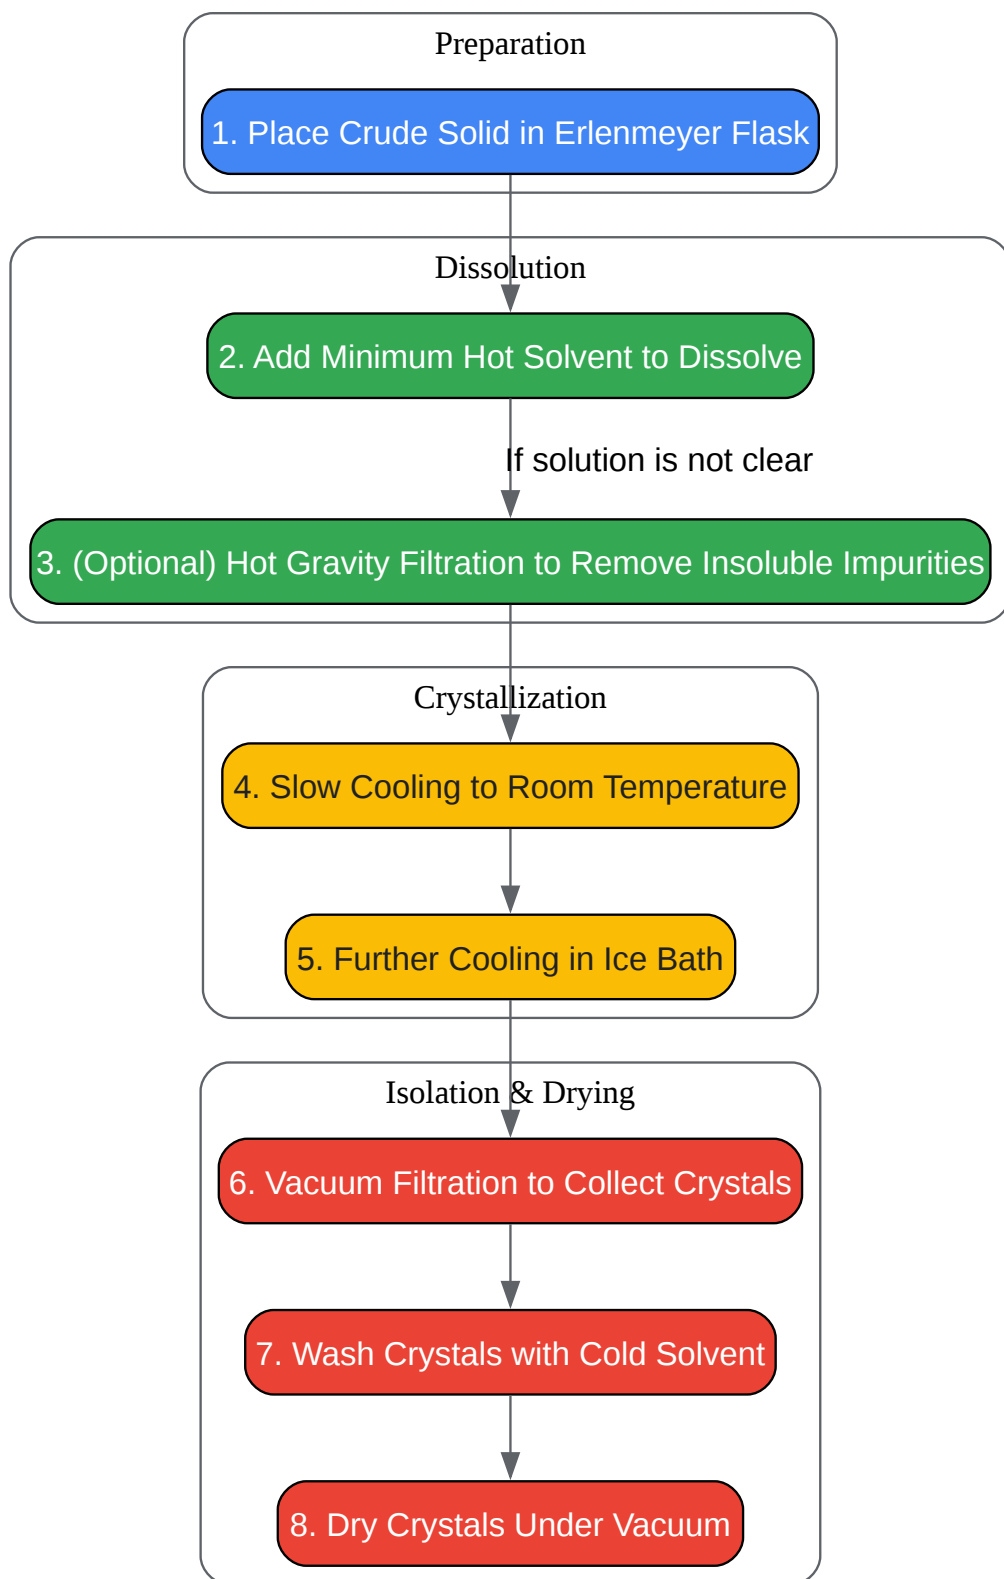 Preparation
1. Place Crude Solid in Erlenmeyer Flask
Dissolution
2. Add Minimum Hot Solvent to Dissolve
If solution is not clear
3. (Optional) Hot Gravity Filtration to Remove Insoluble Impurities
Crystallization
4. Slow Cooling to Room Temperature
5. Further Cooling in Ice Bath
Isolation & Drying
6. Vacuum Filtration to Collect Crystals
7. Wash Crystals with Cold Solvent
8. Dry Crystals Under Vacuum